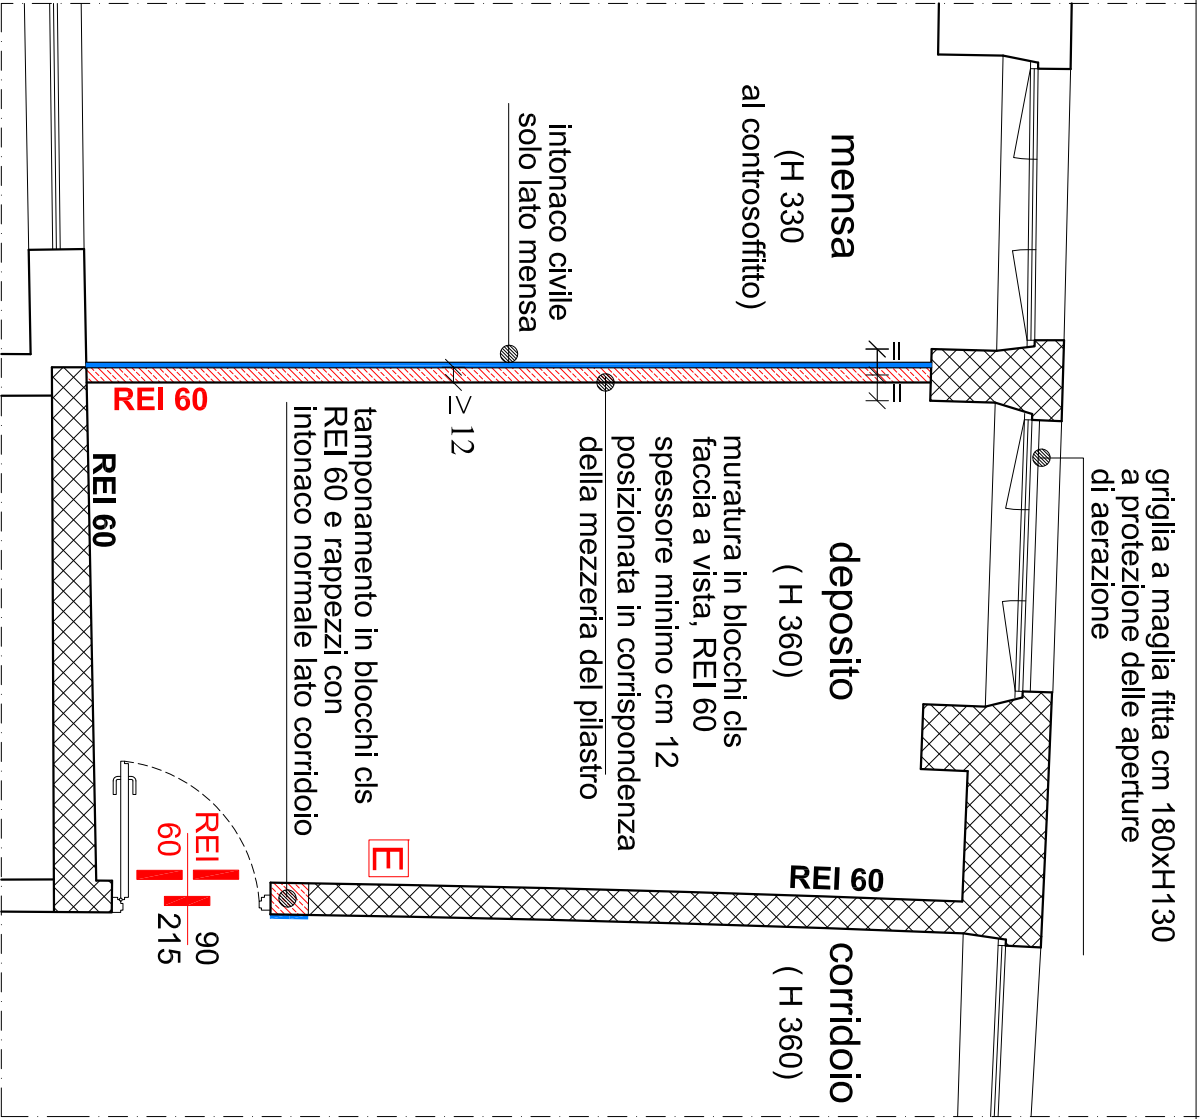 griglia a maglia fitta cm 180xH130
a protezione delle aperture
di aerazione
mensa
(H 330
al controsoffitto)
deposito
( H 360)
corridoio
( H 360)
intonaco civile
solo lato mensa
=
=
≥ 12
muratura in blocchi cls
faccia a vista, REI 60
spessore minimo cm 12
posizionata in corrispondenza
della mezzeria del pilastro
tamponamento in blocchi cls
REI 60 e rappezzi con
intonaco normale lato corridoio
E
REI 60
REI 60
REI 60
REI
60
90
215